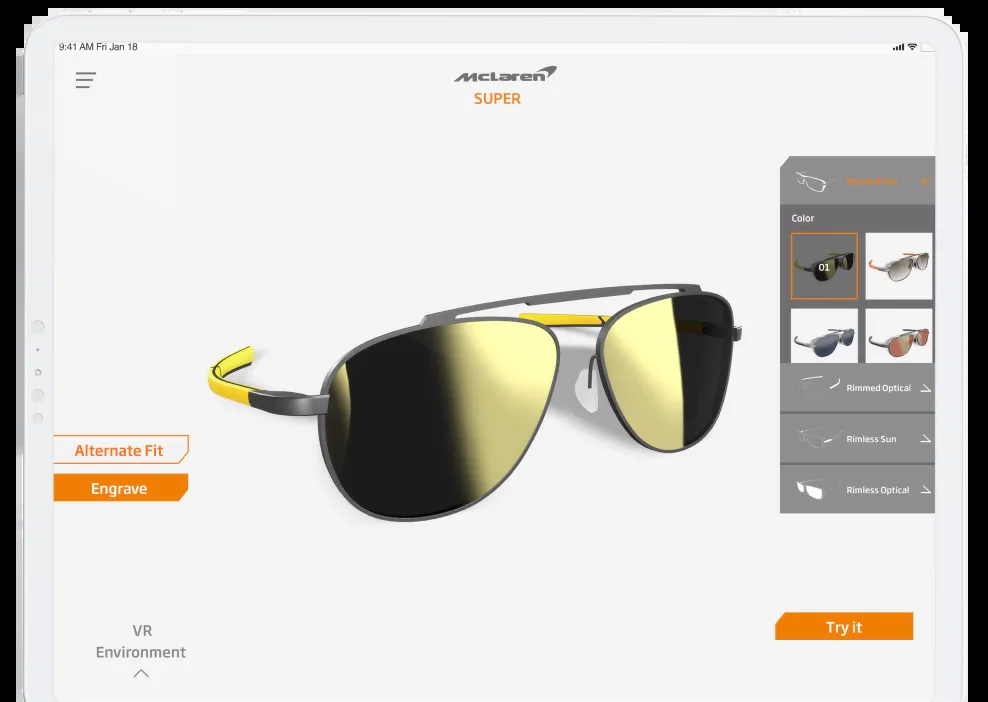 9:41 AM Fri Jan 18
McLaren
SUPER
Color
01
Rimmed Optical
Rimless Sun
Rimless Optical
Alternate Fit
Engrave
VR
Environment
Try it